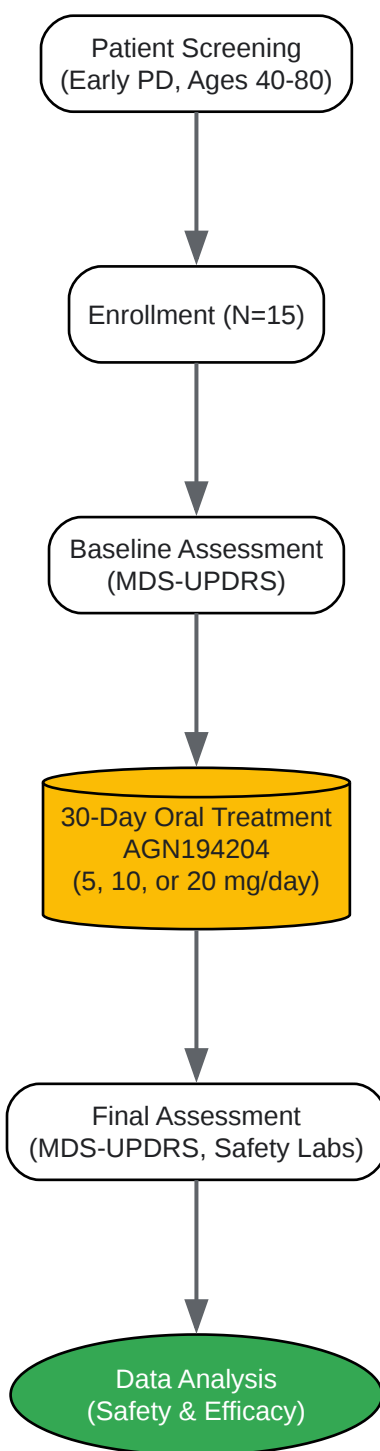 Patient Screening
(Early PD, Ages 40-80)
Enrollment (N=15)
Baseline Assessment
(MDS-UPDRS)
30-Day Oral Treatment
AGN194204
(5, 10, or 20 mg/day)
Final Assessment
(MDS-UPDRS, Safety Labs)
Data Analysis
(Safety & Efficacy)